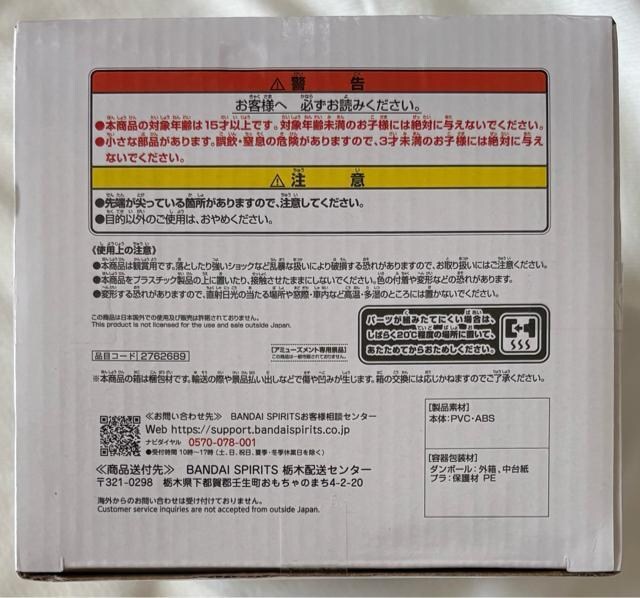 ⚠警告
お客様へ 必ずお読みください。
●本商品の対象年齢は15才以上です。対象年齢未満のお子様には絶対に与えないでください。
●小さな部品があります。誤飲・窒息の危険がありますので、3才未満のお子様には絶対に与え
ないでください。
⚠注意
●先端が尖っている箇所がありますので、注意してください。
●目的以外のご使用は、おやめください。
《使用上の注意》
●本商品は観賞用です。落としたり強いショックなど乱暴な扱いにより破損する恐れがありますので、お取り扱いにはご注意ください。
●本商品をプラスチック製品の上に置いたり、接触させたままにしないでください。色の付着や変形などの恐れがあります。
●変形する恐れがありますので、直射日光の当たる場所や窓際・車内など高温・多湿のところには置かないでください。
この商品は日本国外での使用及び販売は許諾されておりません。
This product is not licensed for the use and sale outside Japan.
品目コード 2762689
【アミューズメント専用景品】
この商品は一般市販されておりません。
パーツが組みたてにくい場合は、
しばらく20℃程度の場所に置いて、
あたためてからおためしください。
※本商品の箱は梱包材です。輸送の際や景品払い出しなどで傷や凹みが生じます。箱の交換には応じかねますのでご了承ください。
≪お問い合わせ先≫ BANDAI SPIRITSお客様相談センター
Web https://support.bandaispirits.co.jp
ナビダイヤル 0570-078-001
●受付時間 10時〜17時(土、日、祝日、夏季・冬季休業日を除く)
≪商品送付先≫ BANDAI SPIRITS 栃木配送センター
〒321-0298 栃木県下都賀郡壬生町おもちゃのまち4-2-20
海外からのお問い合わせは受け付けておりません。
Customer service inquiries are not accepted from outside Japan.
[製品素材]
本体:PVC・ABS
[容器包装材]
ダンボール:外箱、中台紙
プラ:保護材 PE